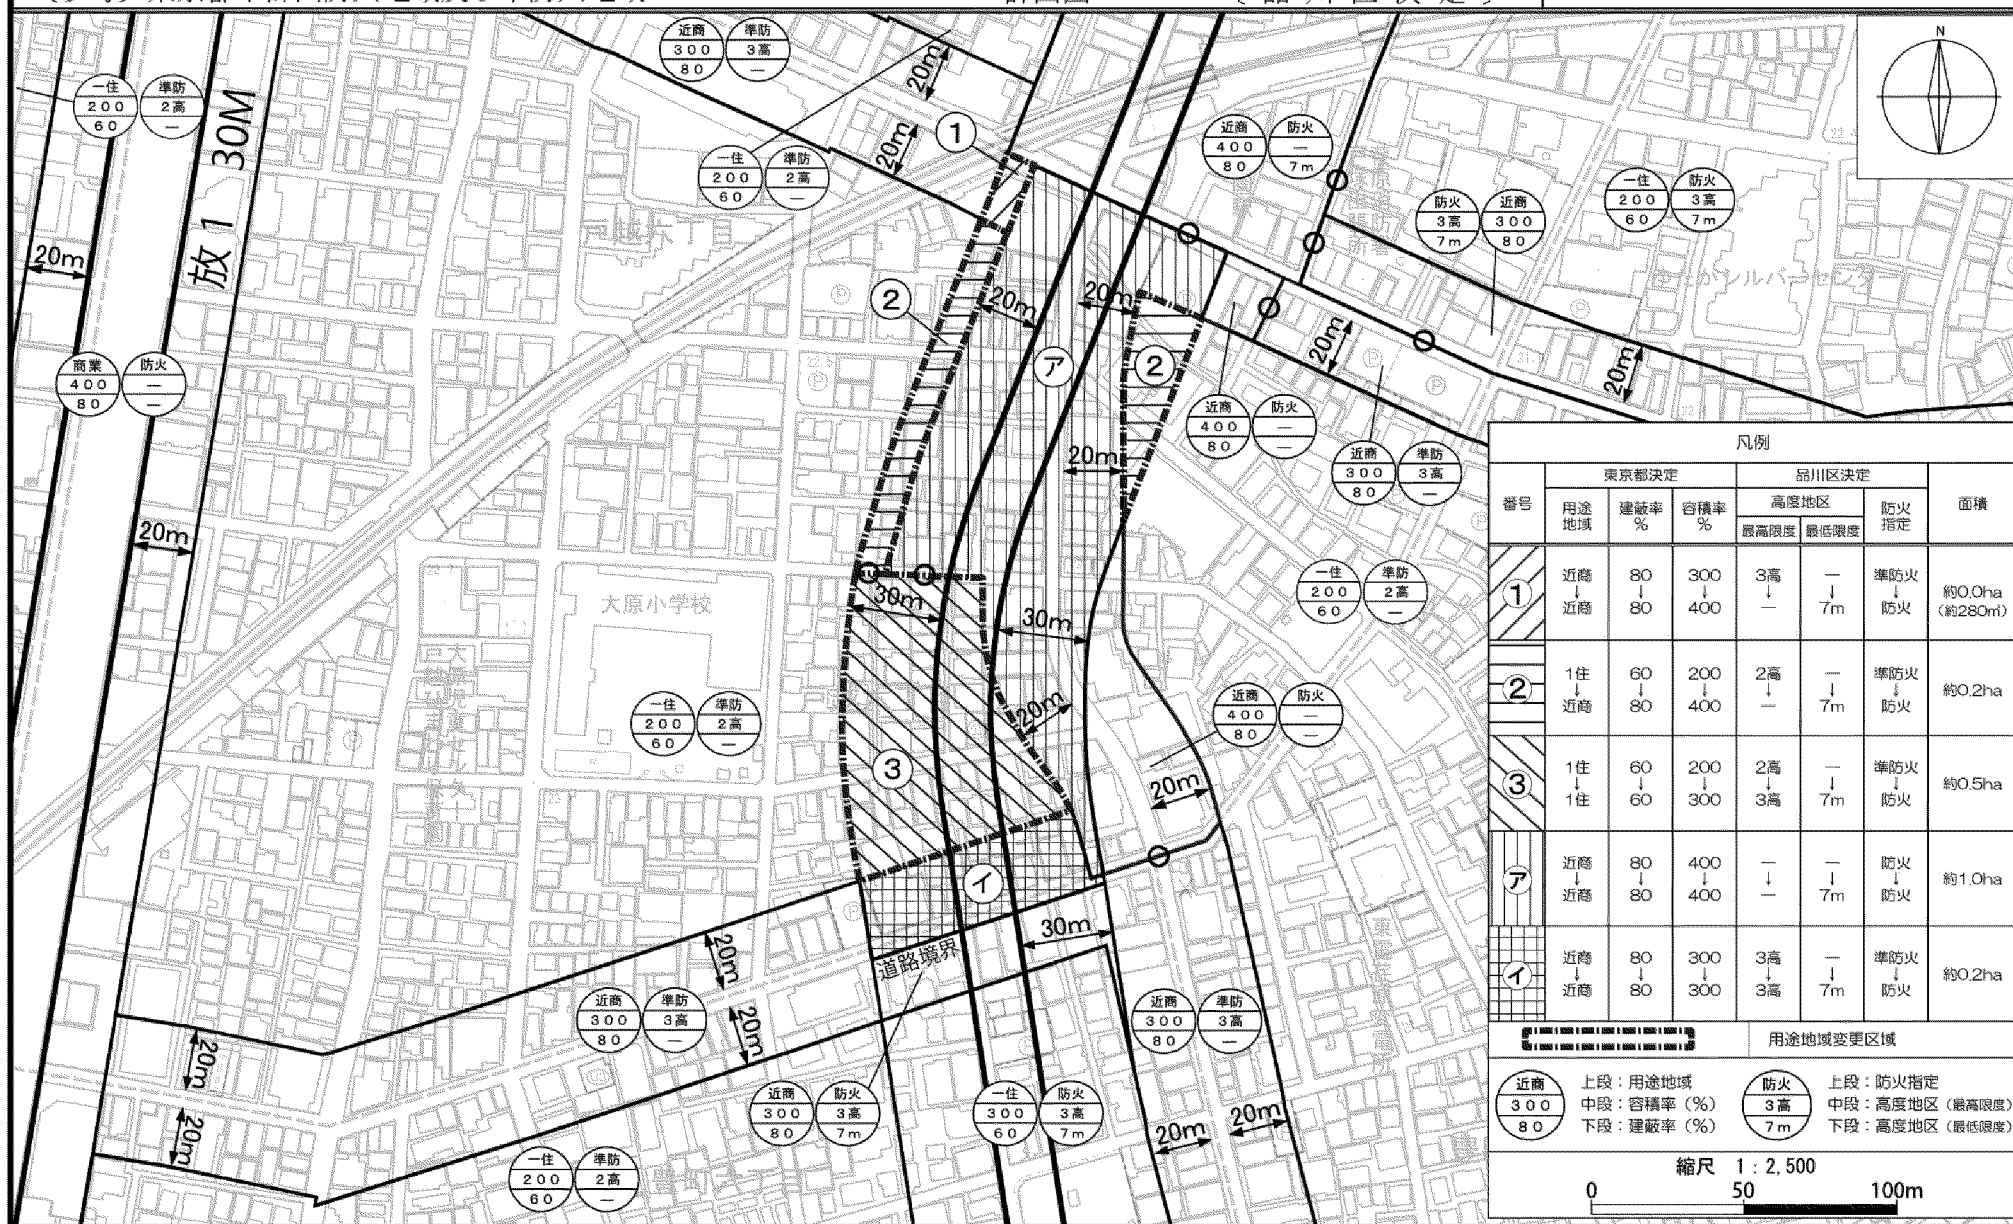 近商
300
80
準防
3高
—
N
一住
200
60
準防
2高
—
20m
①
20m
放1 30M
近商
400
80
防火
—
7m
一住
200
60
準防
2高
—
一住
200
60
防火
3高
7m
防火
3高
7m
近商
300
80
戸越六丁目
20m
ゆたかシルバーセンター
②
20m
20m
ア
②
20m
20m
商業
400
80
防火
—
—
近商
400
80
防火
—
—
近商
300
80
準防
3高
—
20m
20m
一住
200
60
準防
2高
—
大原小学校
30m
30m
20m
一住
200
60
準防
2高
—
近商
400
80
防火
—
—
③
20m
イ
30m
道路境界
20m
20m
近商
300
80
準防
3高
—
近商
300
80
準防
3高
—
20m
20m
近商
300
80
防火
3高
7m
一住
300
60
防火
3高
7m
20m
20m
一住
200
60
準防
2高
—
凡例
番号 東京都決定 品川区決定 面積
用途地域 建蔽率% 容積率% 高度地区 防火指定
最高限度 最低限度
① 近商↓近商 80↓80 300↓400 3高↓— —↓7m 準防火↓防火 約0.0ha(約280㎡)
② 1住↓近商 60↓80 200↓400 2高↓— —↓7m 準防火↓防火 約0.2ha
③ 1住↓1住 60↓60 200↓300 2高↓3高 —↓7m 準防火↓防火 約0.5ha
ア 近商↓近商 80↓80 400↓400 —↓— —↓7m 防火↓防火 約1.0ha
イ 近商↓近商 80↓80 300↓300 3高↓3高 —↓7m 準防火↓防火 約0.2ha
用途地域変更区域
近商
300
80
上段：用途地域
中段：容積率（%）
下段：建蔽率（%）
防火
3高
7m
上段：防火指定
中段：高度地区（最高限度）
下段：高度地区（最低限度）
縮尺 1：2,500
0 50 100m